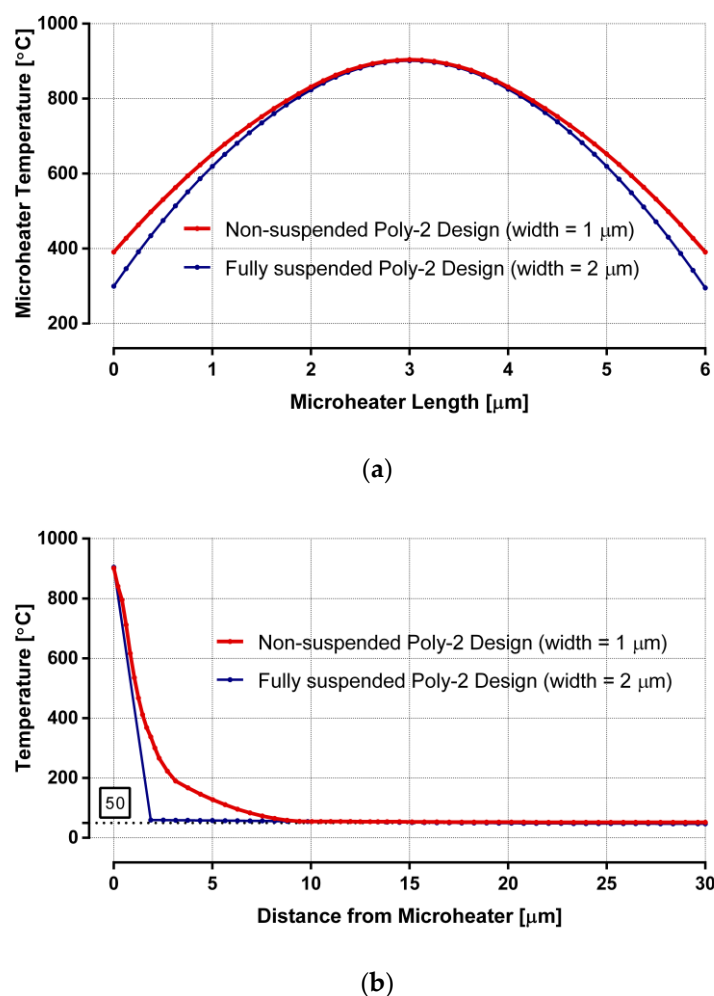 1000
800
600
400
200
Microheater Temperature [°C]
Non-suspended Poly-2 Design (width = 1 μm)
Fully suspended Poly-2 Design (width = 2 μm)
0 1 2 3 4 5 6
Microheater Length [μm]
(a)
1000
800
600
400
200
0
Temperature [°C]
Non-suspended Poly-2 Design (width = 1 μm)
Fully suspended Poly-2 Design (width = 2 μm)
50
0 5 10 15 20 25 30
Distance from Microheater [μm]
(b)